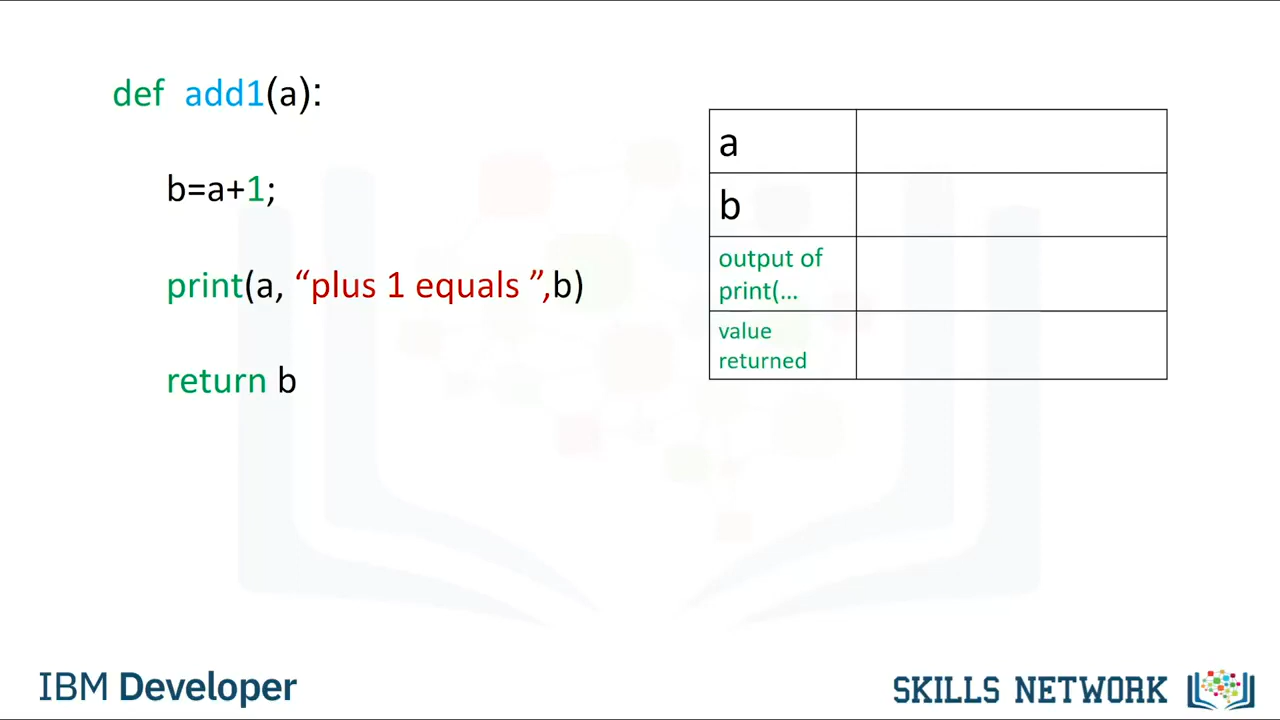 def add1(a):
b=a+1;
print(a, “plus 1 equals ”,b)
return b
a
b
output of
print(...
value
returned
IBM Developer
SKILLS NETWORK